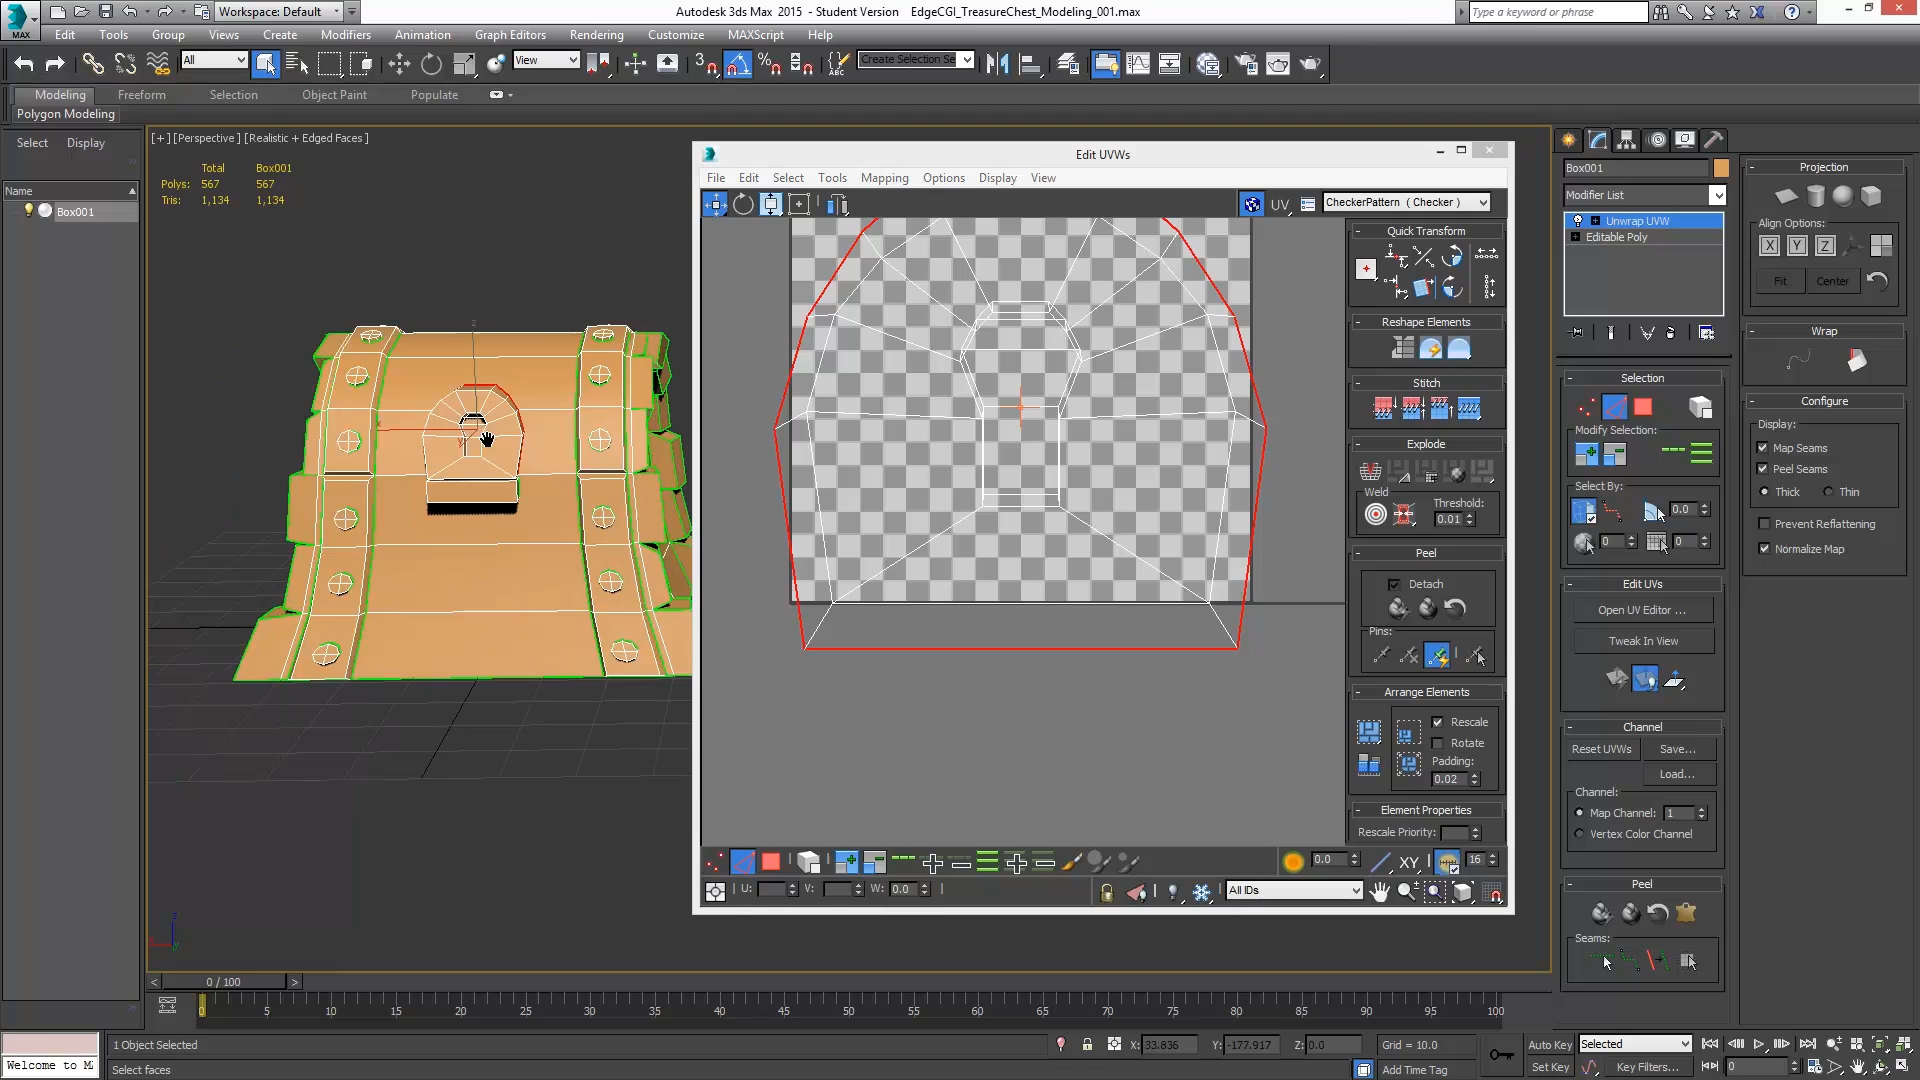 Workspace: Default
Autodesk 3ds Max 2015 - Student Version EdgeCGI_TreasureChest_Modeling_001.max
Type a keyword or phrase
MAX
Edit Tools Group Views Create Modifiers Animation Graph Editors Rendering Customize MAXScript Help
All
View
3
ABC
Create Selection Se
Modeling Freeform Selection Object Paint Populate
Polygon Modeling
Select Display
[+] [Perspective] [Realistic + Edged Faces]
Total Box001
Polys: 567 567
Tris: 1,134 1,134
Name
Box001
Edit UVWs
File Edit Select Tools Mapping Options Display View
UV
CheckerPattern ( Checker )
Quick Transform
Reshape Elements
Stitch
Explode
Weld Threshold:
0.01
Peel
Detach
Pins:
Arrange Elements
Rescale
Rotate
Padding:
0.02
Element Properties
Rescale Priority:
0.0
XY
16
U: V: W: 0.0
All IDs
Box001
Modifier List
Unwrap UVW
Editable Poly
Selection
Modify Selection:
Select By:
0.0
0
0
Edit UVs
Open UV Editor ...
Tweak In View
Channel
Reset UVWs Save...
Load...
Channel:
Map Channel: 1
Vertex Color Channel
Peel
Seams:
Projection
Align Options:
X Y Z
Fit Center
Wrap
Configure
Display:
Map Seams
Peel Seams
Thick Thin
Prevent Reflattening
Normalize Map
0 / 100
0 5 10 15 20 25 30 35 40 45 50 55 60 65 70 75 80 85 90 95 100
1 Object Selected
X: 33.836 Y: -177.917 Z: 0.0 Grid = 10.0
Auto Key Selected
Welcome to M
Select faces
Add Time Tag
Set Key Key Filters...
0